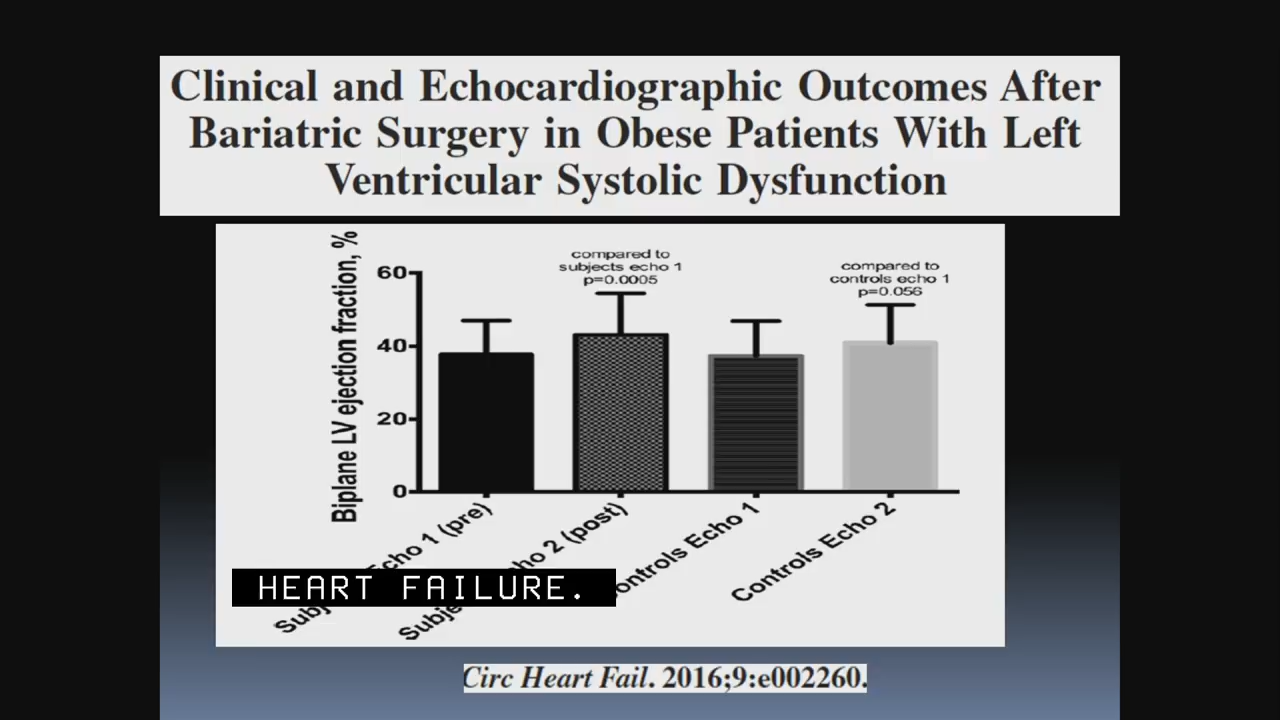 Clinical and Echocardiographic Outcomes After
Bariatric Surgery in Obese Patients With Left
Ventricular Systolic Dysfunction
Biplane LV ejection fraction, %
60
40
20
0
compared to
subjects echo 1
p=0.0005
compared to
controls echo 1
p=0.056
Echo 1 (pre)
2 (post)
Controls Echo 1
Controls Echo 2
HEART FAILURE.
Circ Heart Fail. 2016;9:e002260.